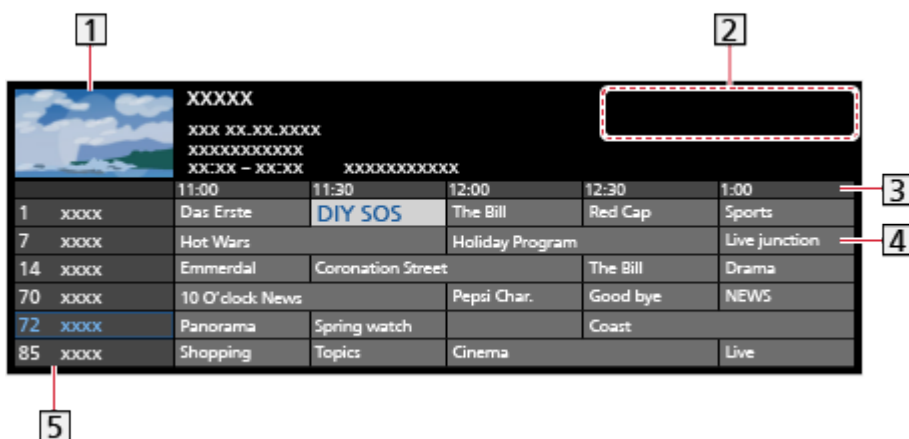 1 2
XXXXX
xxx xx.xx.xxxx
xxxxxxxxxxx
xx:xx – xx:xx xxxxxxxxxxx
11:00 11:30 12:00 12:30 1:00 3
1 xxxx Das Erste DIY SOS The Bill Red Cap Sports
7 xxxx Hot Wars Holiday Program Live junction 4
14 xxxx Emmerdal Coronation Street The Bill Drama
70 xxxx 10 O'clock News Pepsi Char. Good bye NEWS
72 xxxx Panorama Spring watch Coast
85 xxxx Shopping Topics Cinema Live
5